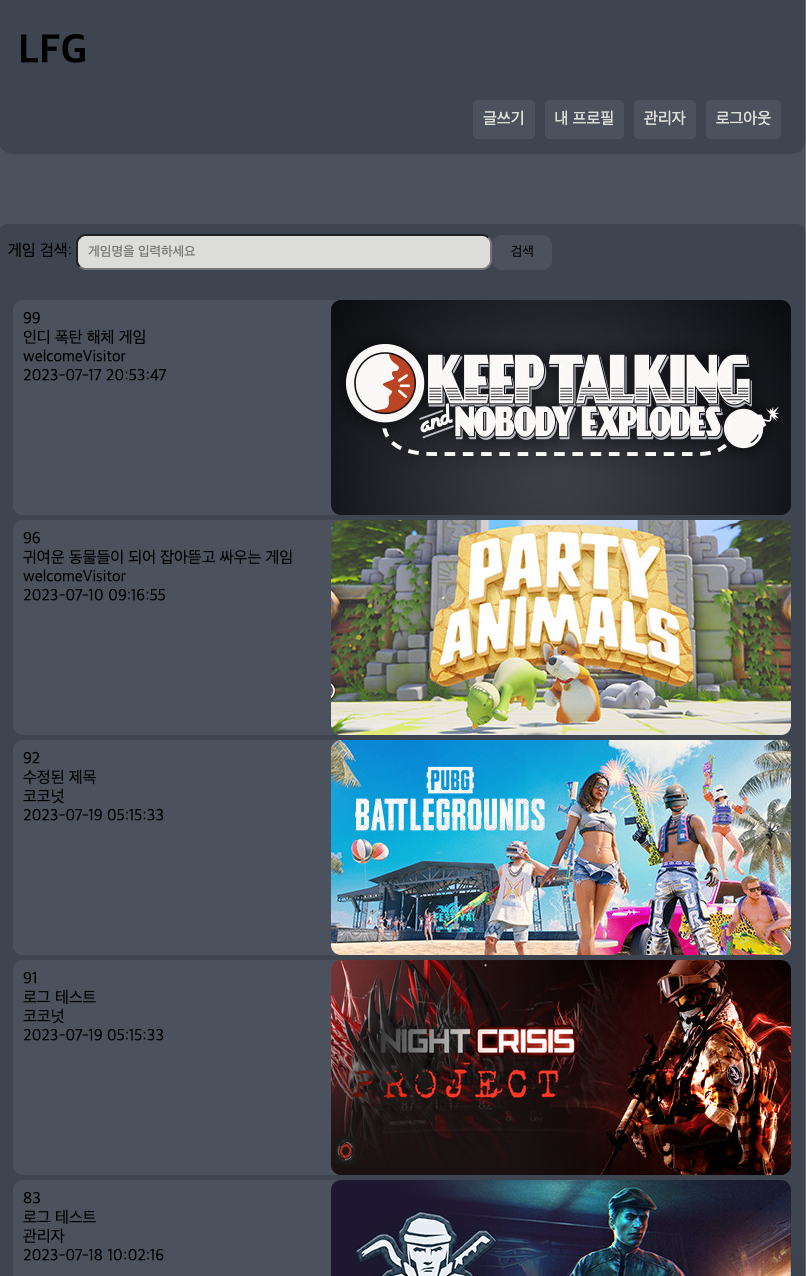 LFG
글쓰기 내 프로필 관리자 로그아웃
게임 검색: 게임명을 입력하세요 검색
99
인디 폭탄 해체 게임
welcomeVisitor
2023-07-17 20:53:47
KEEP TALKING
and NOBODY EXPLODES
96
귀여운 동물들이 되어 잡아뜯고 싸우는 게임
welcomeVisitor
2023-07-10 09:16:55
PARTY
ANIMALS
92
수정된 제목
코코넛
2023-07-19 05:15:33
PUBG
BATTLEGROUNDS
FESTIVAL
91
로그 테스트
코코넛
2023-07-19 05:15:33
NIGHT CRISIS
PROJECT
83
로그 테스트
관리자
2023-07-18 10:02:16